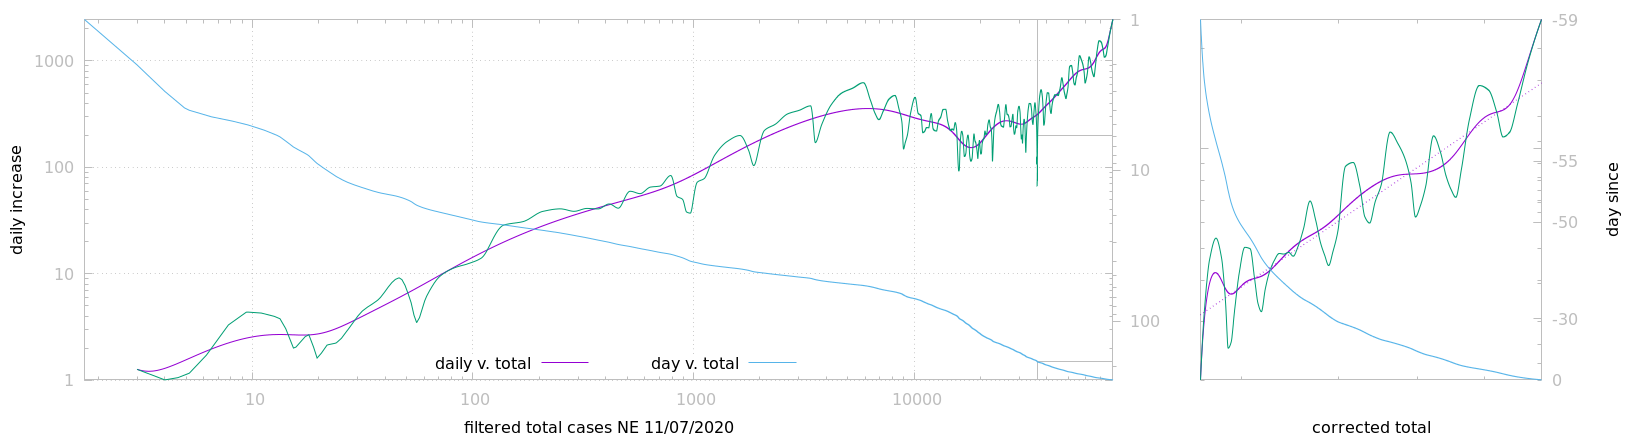 1 -59
1000
daily increase
100 10 -55
-50
day since
10
100 -30
daily v. total day v. total
1 0
10 100 1000 10000
filtered total cases NE 11/07/2020 corrected total